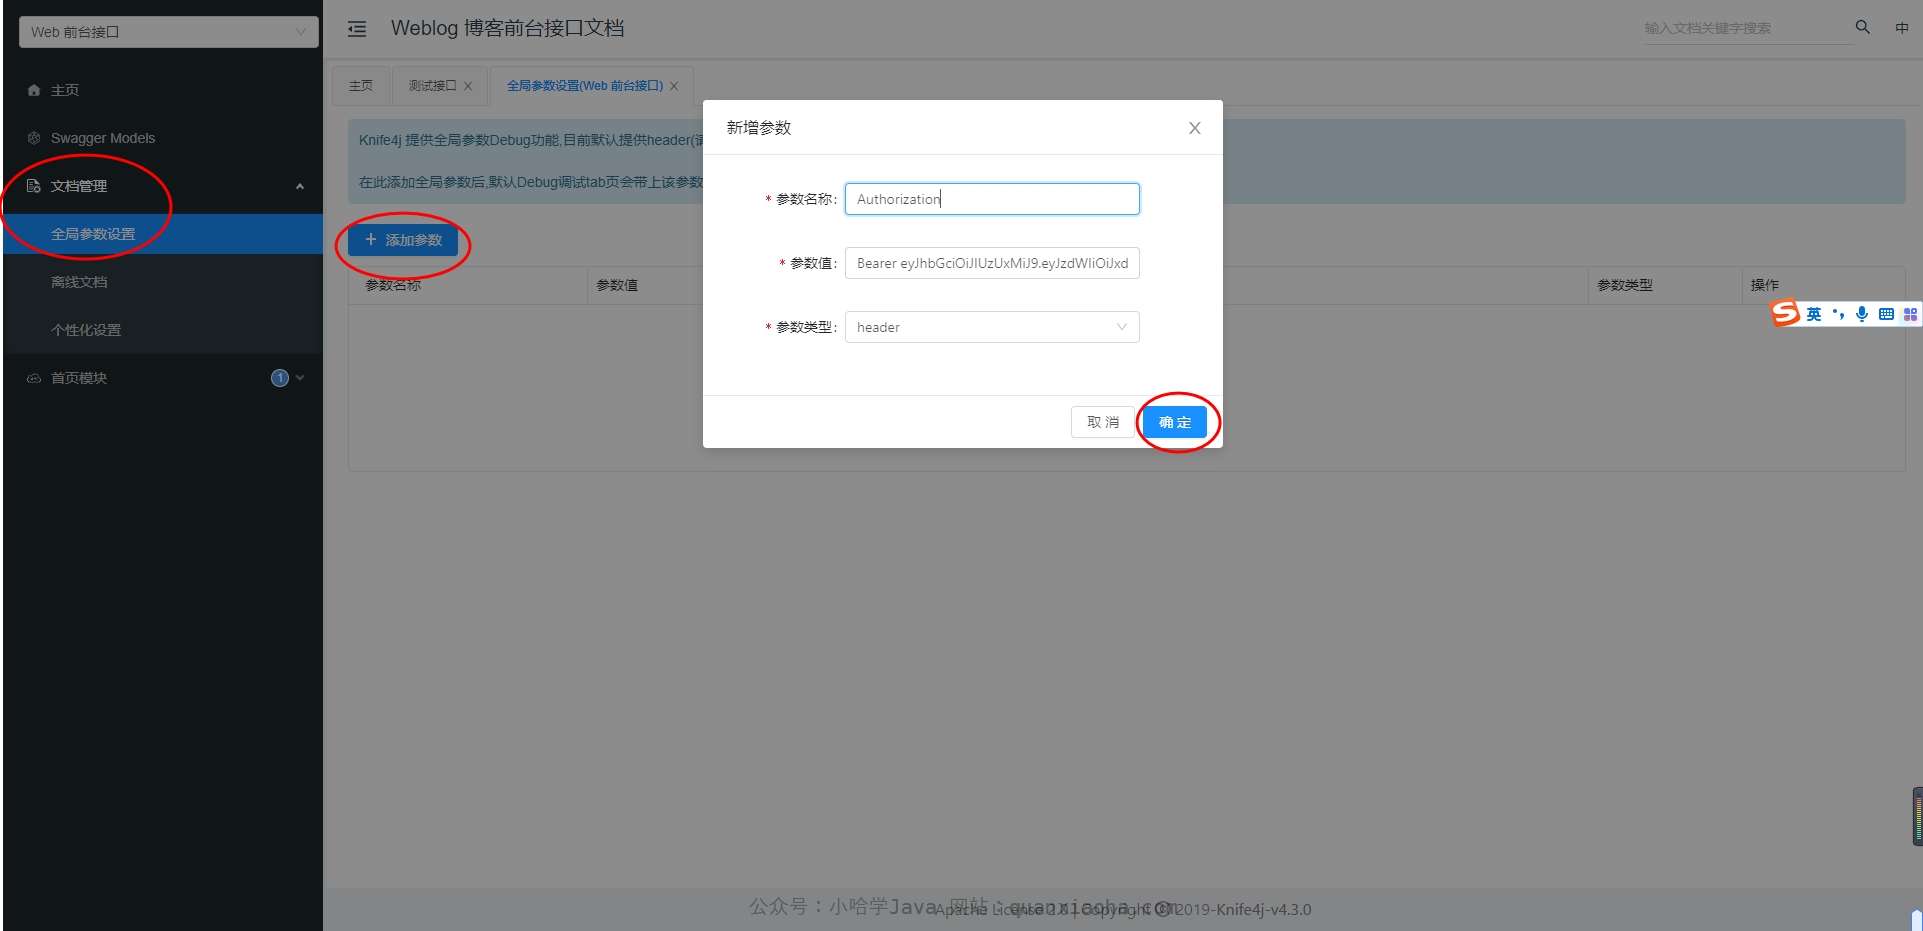 Web 前台接口
主页
Swagger Models
文档管理
全局参数设置
离线文档
个性化设置
首页模块
1
Weblog 博客前台接口文档
输入文档关键字搜索
中
主页
测试接口
全局参数设置(Web 前台接口)
Knife4j 提供全局参数Debug功能,目前默认提供header(
在此添加全局参数后,默认Debug调试tab页会带上该参数
添加参数
参数名称
参数值
参数类型
操作
新增参数
* 参数名称:
Authorization
* 参数值:
Bearer eyJhbGciOiJIUzUxMiJ9.eyJzdWIiOiJxd
* 参数类型:
header
取 消
确 定
英
公众号：小哈学Java，网站：quanxiaoha.com
Apache License 2.0 | Copyright © 2019-Knife4j-v4.3.0